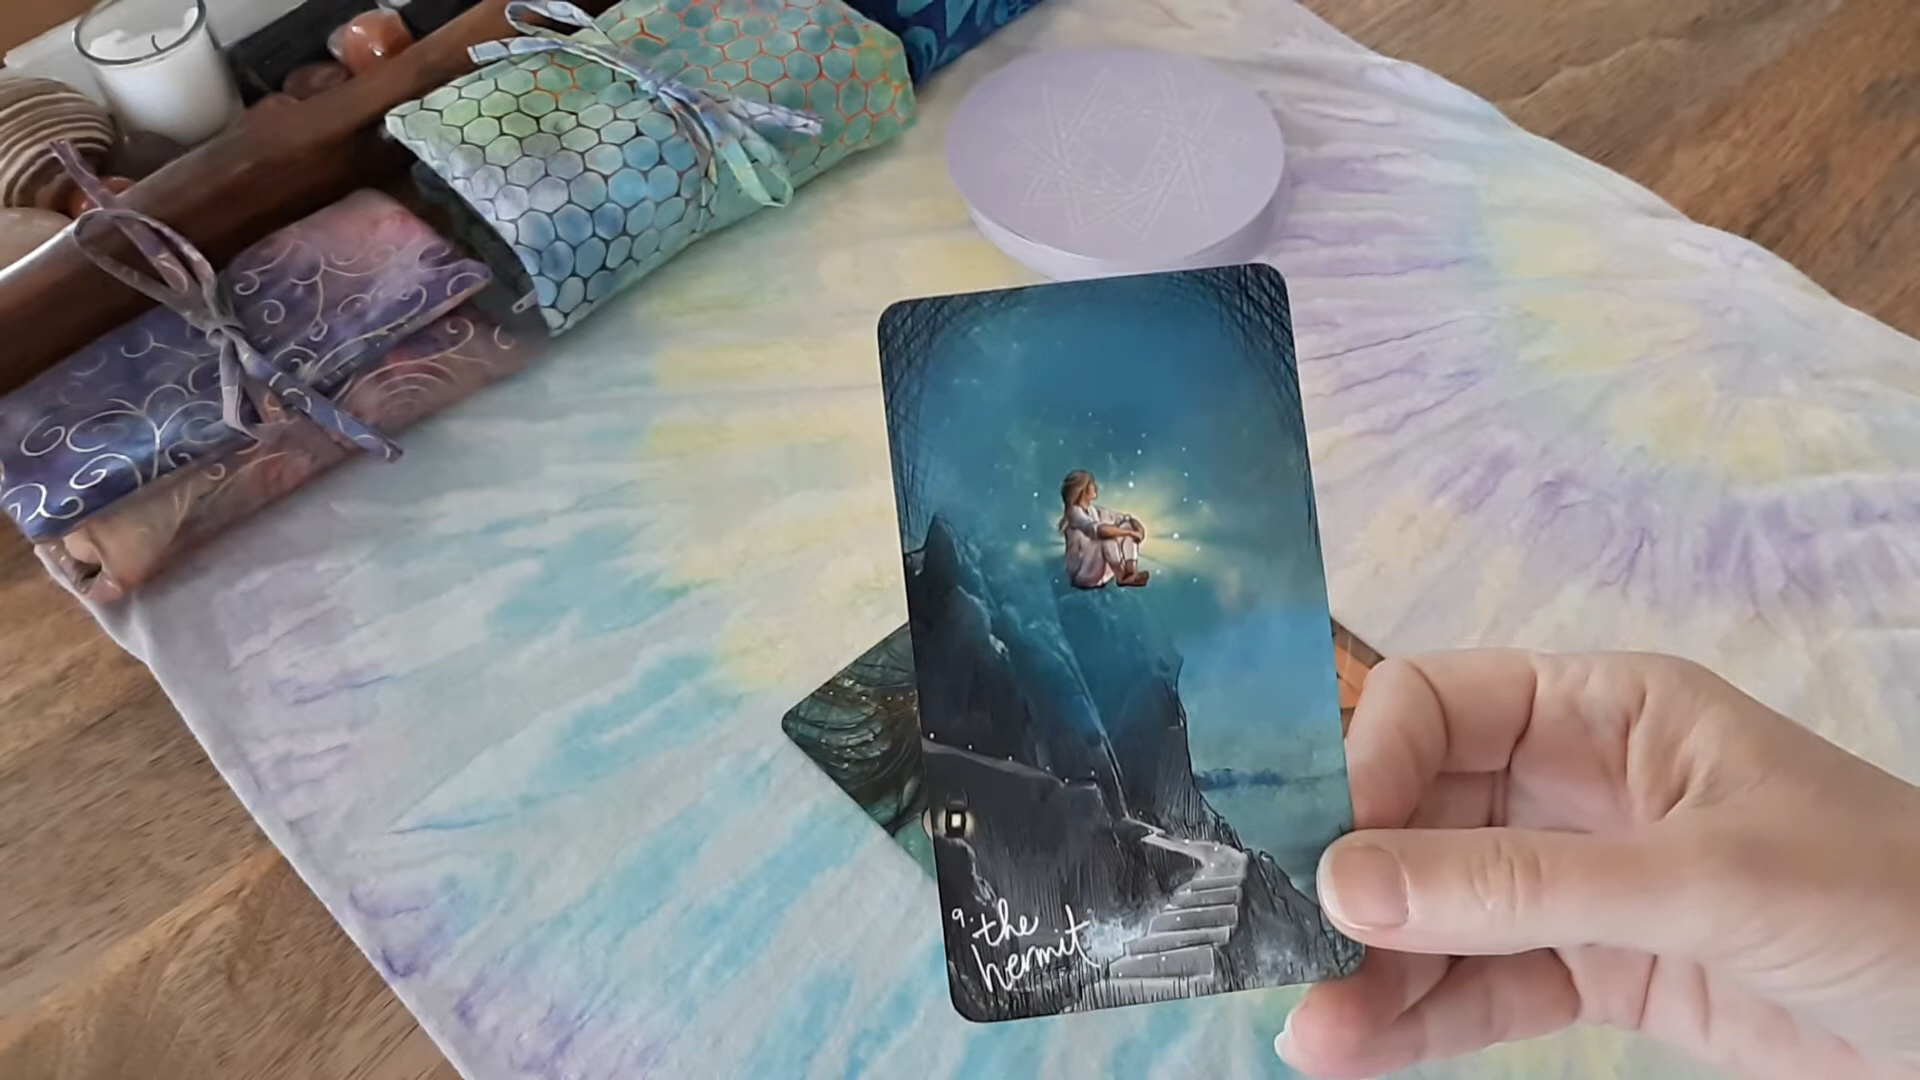 9. the
hermit